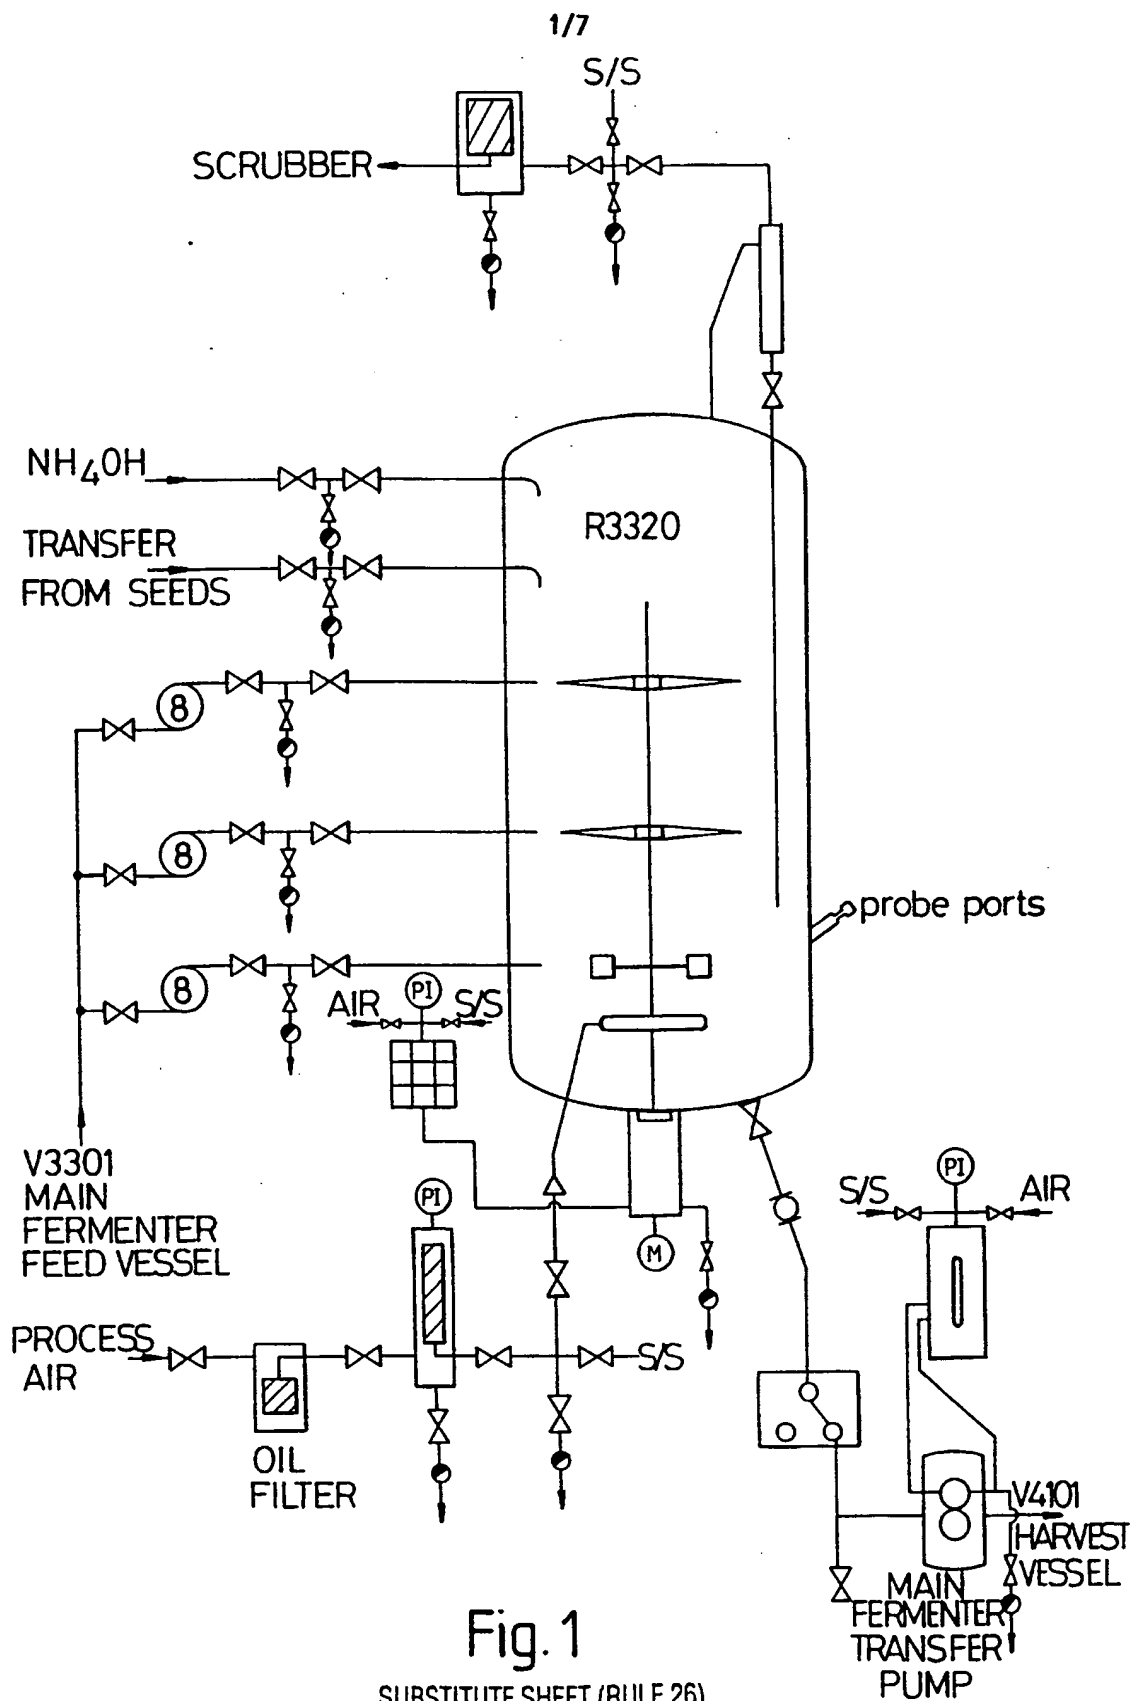 1/7
S/S
SCRUBBER
NH4OH
R3320
TRANSFER
FROM SEEDS
8
8
probe ports
8
PI
AIR
S/S
V3301
MAIN
FERMENTER
FEED VESSEL
PI
M
PI
S/S
AIR
PROCESS
AIR
S/S
OIL
FILTER
V4101
HARVEST
VESSEL
MAIN
FERMENTER
TRANSFER
PUMP
Fig. 1
SUBSTITUTE SHEET (RULE 26)